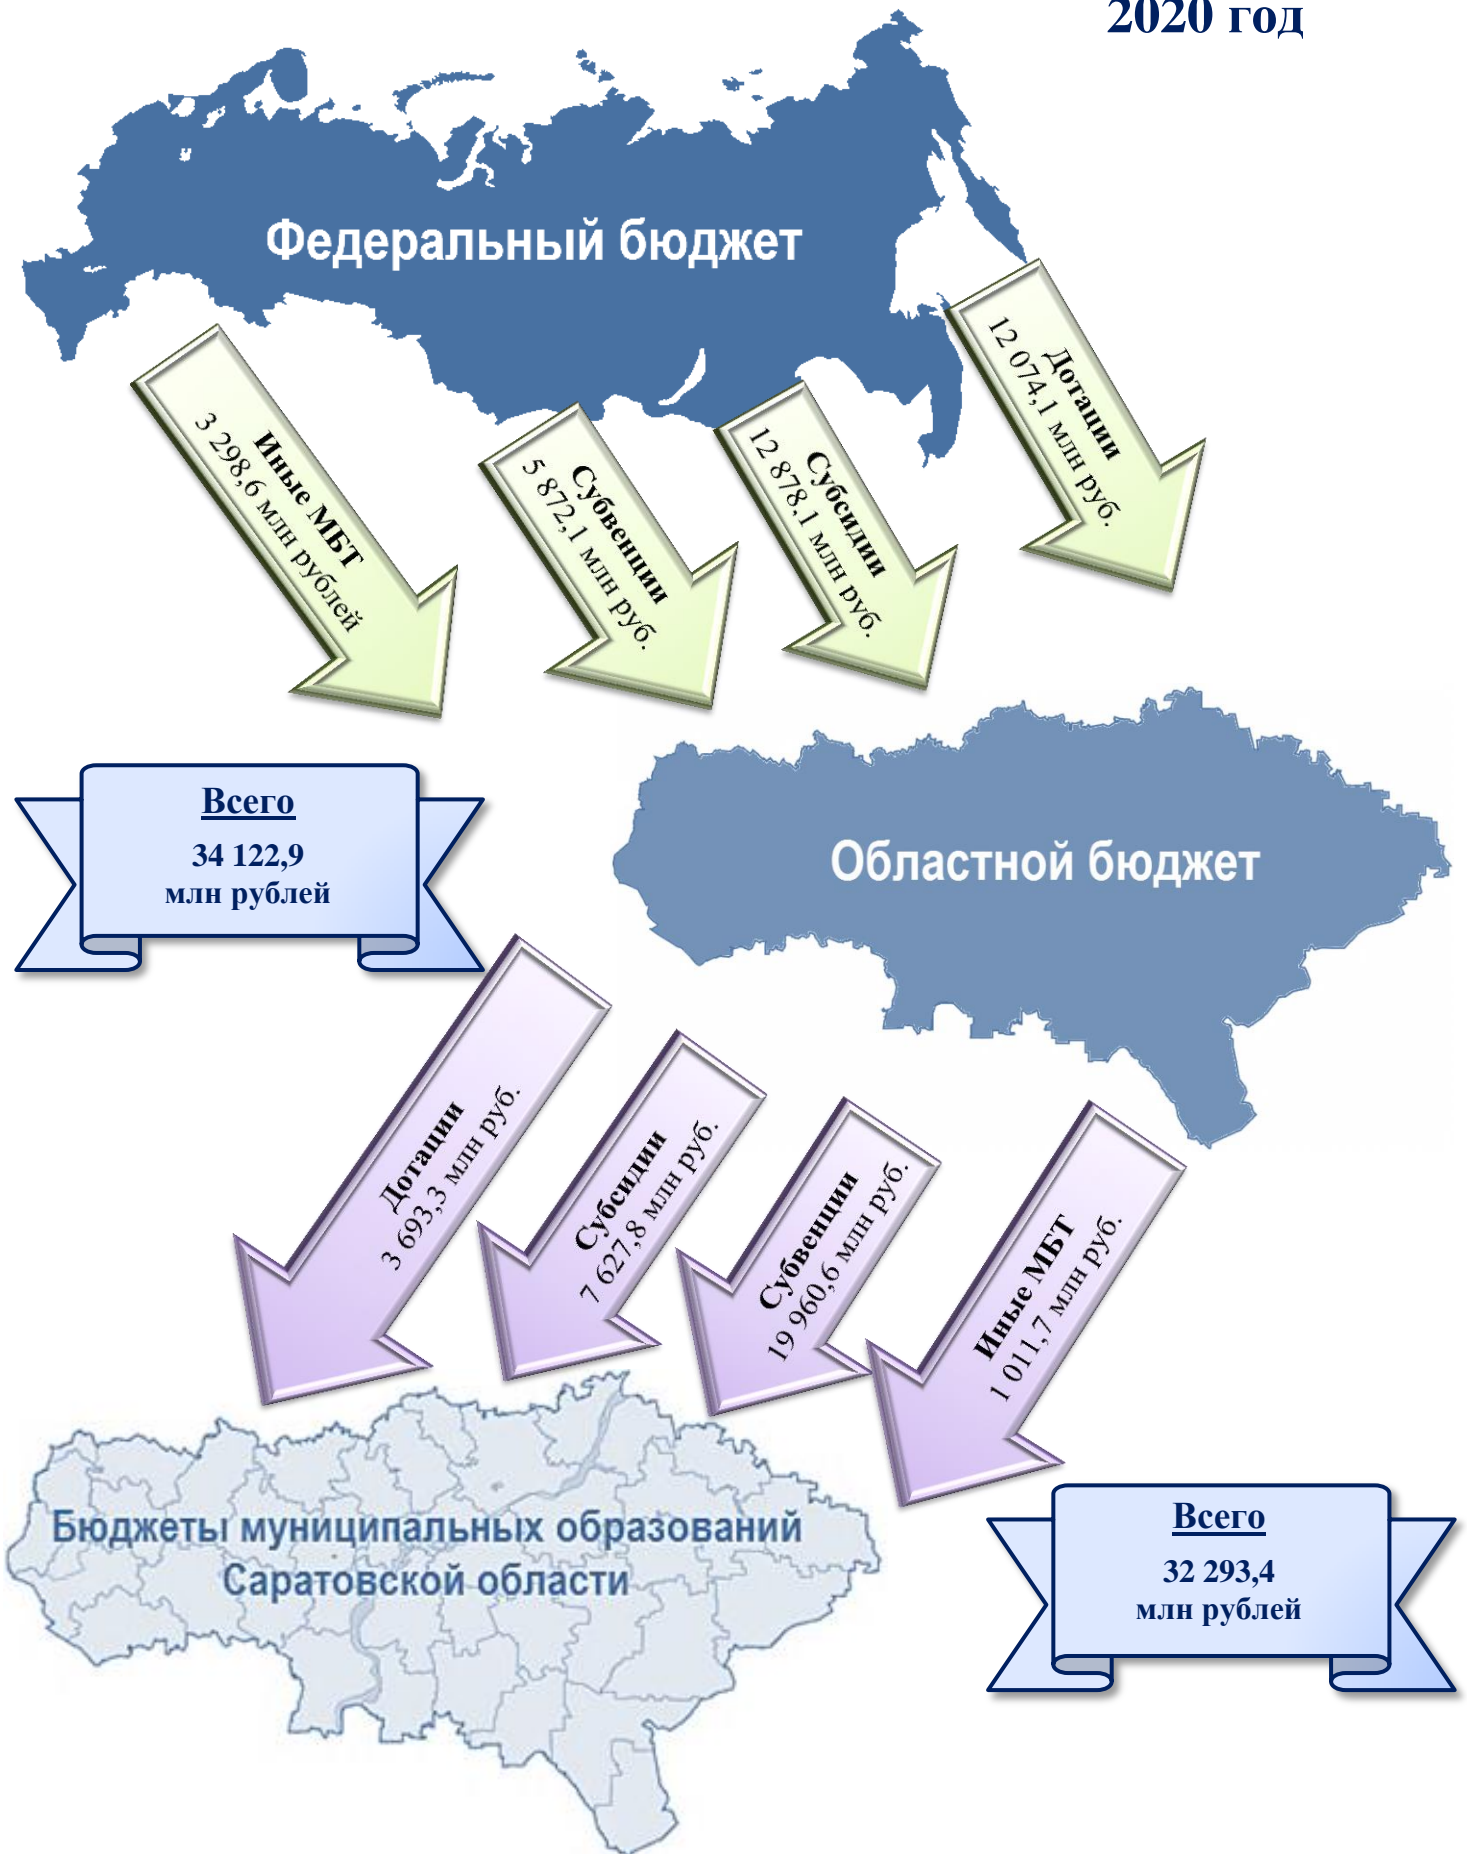 2020 год
Федеральный бюджет
Иные МБТ
3 298,6 млн рублей
Субвенции
5 872,1 млн руб.
Субсидии
12 878,1 млн руб.
Дотации
12 074,1 млн руб.
Всего
34 122,9
млн рублей
Областной бюджет
Дотации
3 693,3 млн руб.
Субсидии
7 627,8 млн руб.
Субвенции
19 960,6 млн руб.
Иные МБТ
1 011,7 млн руб.
Бюджеты муниципальных образований
Саратовской области
Всего
32 293,4
млн рублей